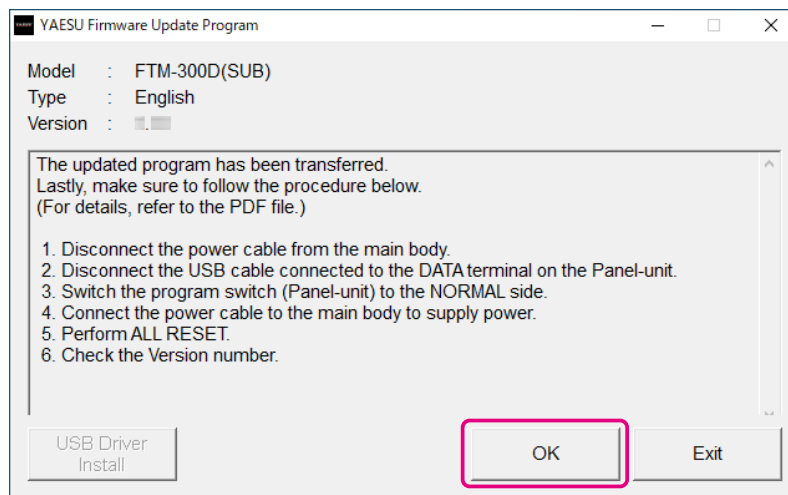 YAESU Firmware Update Program
Model : FTM-300D(SUB)
Type : English
Version :
The updated program has been transferred.
Lastly, make sure to follow the procedure below.
(For details, refer to the PDF file.)
1. Disconnect the power cable from the main body.
2. Disconnect the USB cable connected to the DATA terminal on the Panel-unit.
3. Switch the program switch (Panel-unit) to the NORMAL side.
4. Connect the power cable to the main body to supply power.
5. Perform ALL RESET.
6. Check the Version number.
USB Driver
Install
OK
Exit